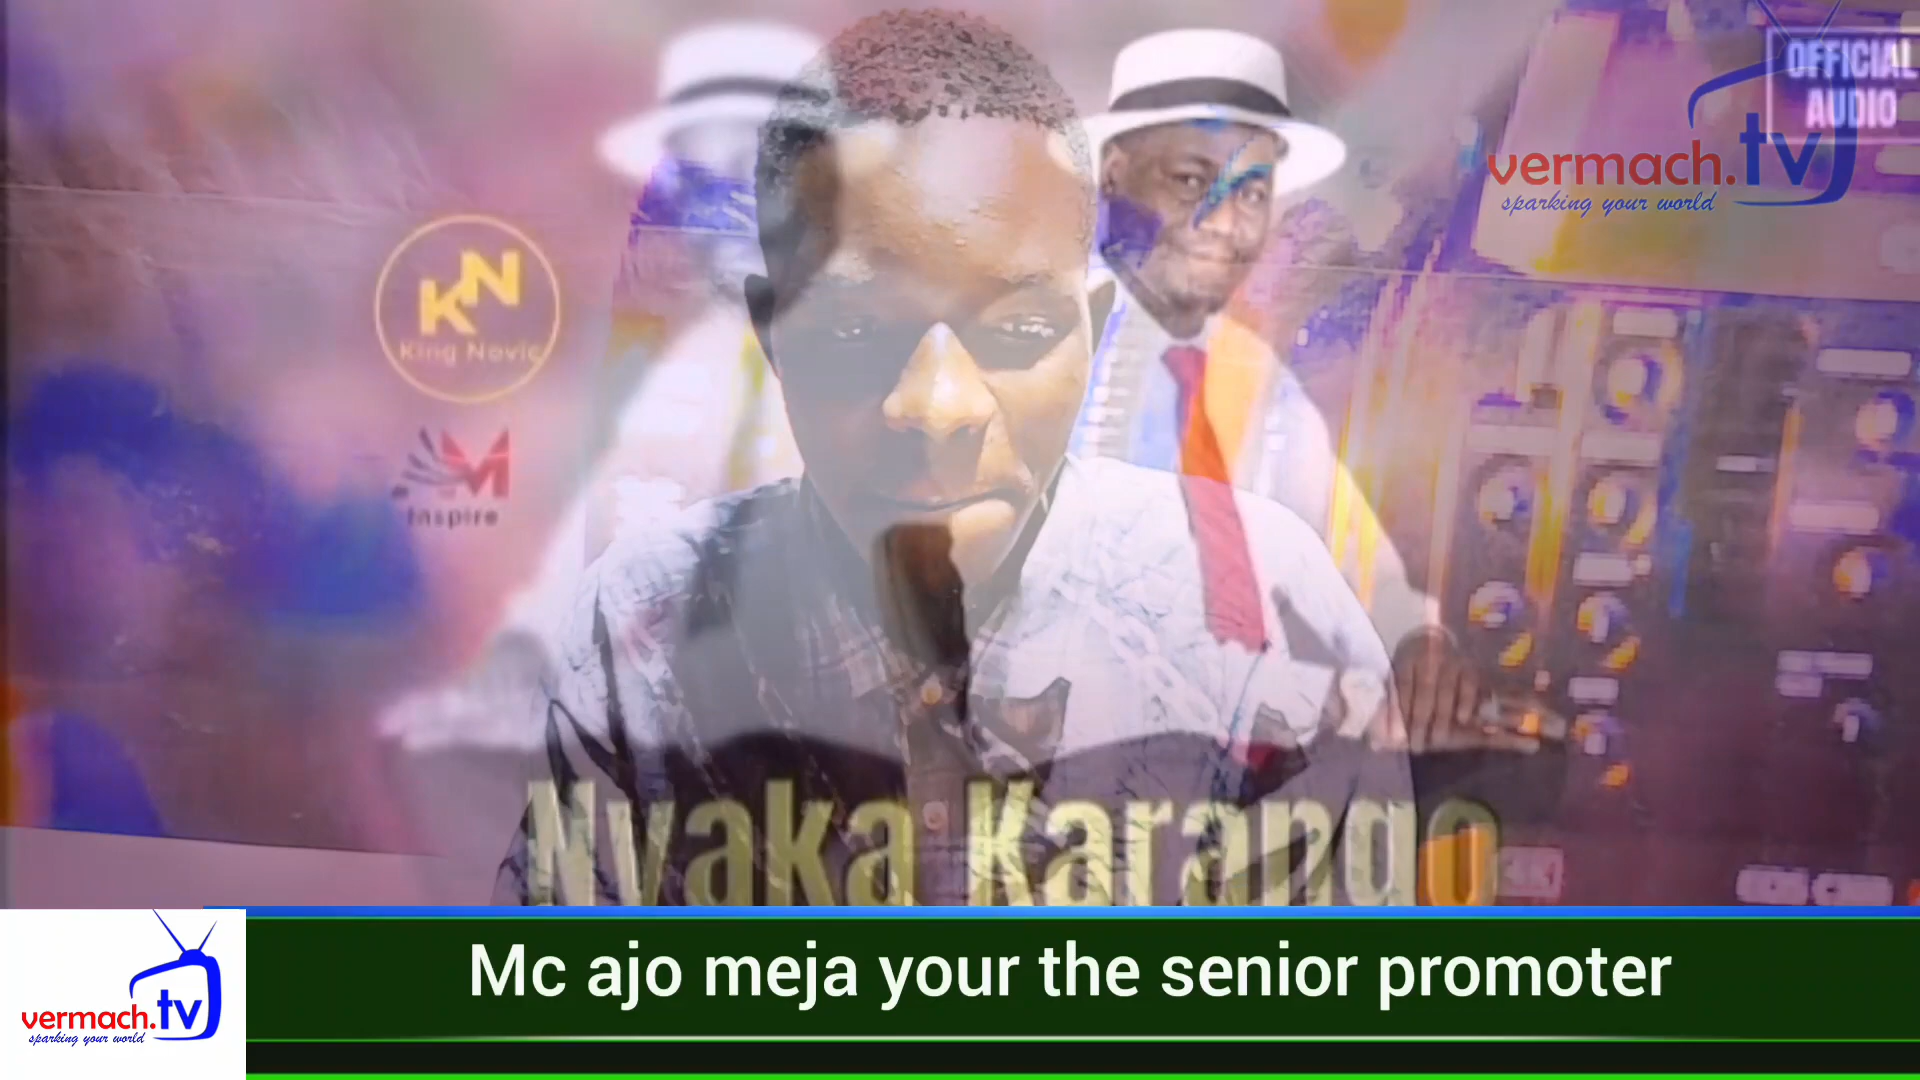 OFFICIAL
AUDIO
vermach.tv
sparking your world
KN
King Novic
M
Inspire
Nyaka Karango
vermach.tv
sparking your world
Mc ajo meja your the senior promoter